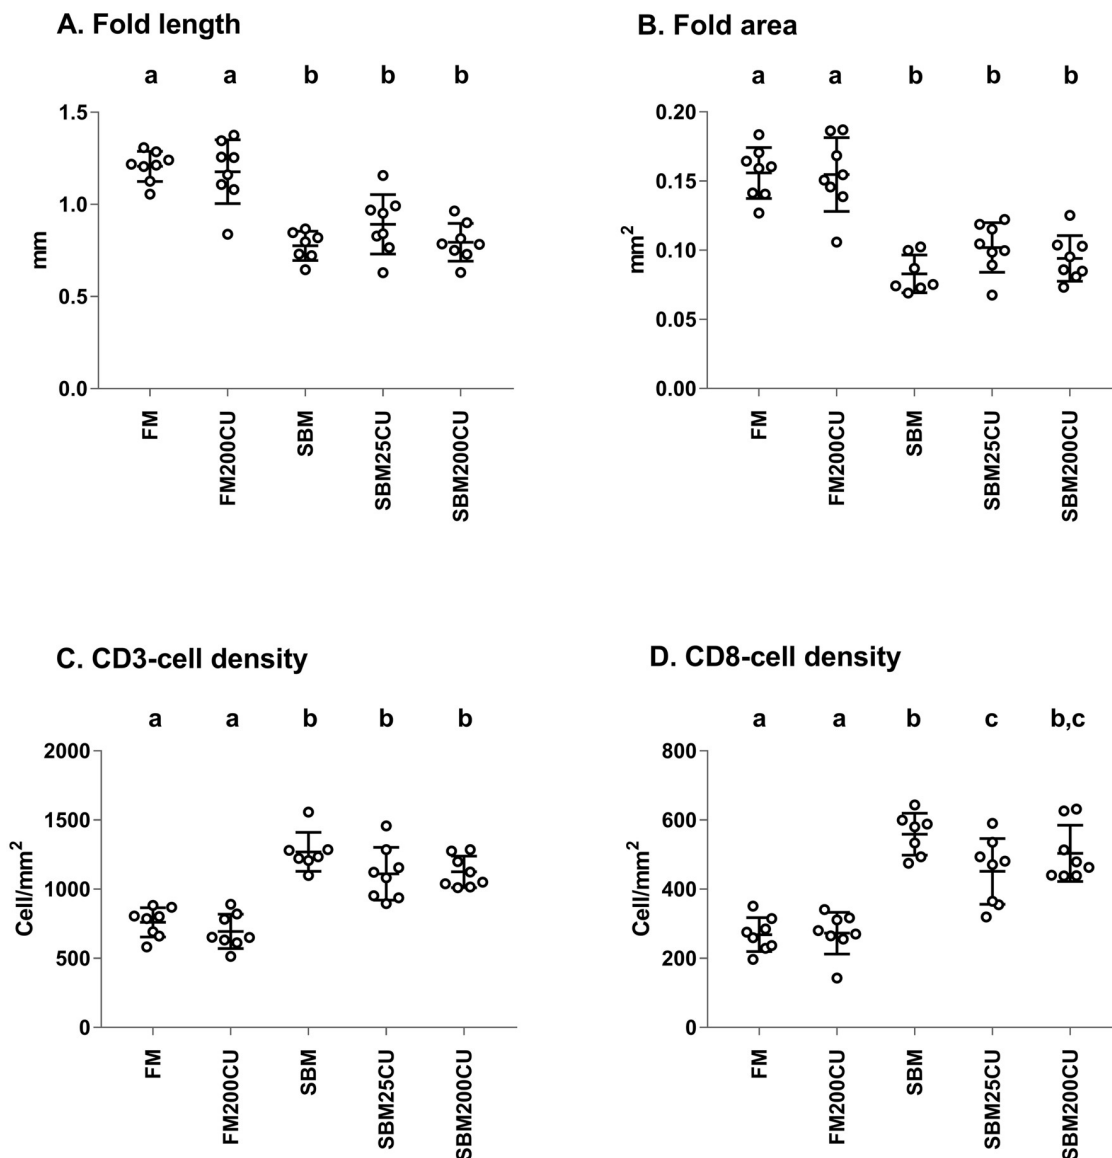 A. Fold length
a a b b b
mm
1.5
1.0
0.5
0.0
FM
FM200CU
SBM
SBM25CU
SBM200CU
B. Fold area
a a b b b
mm²
0.20
0.15
0.10
0.05
0.00
FM
FM200CU
SBM
SBM25CU
SBM200CU
C. CD3-cell density
a a b b b
Cell/mm²
2000
1500
1000
500
0
FM
FM200CU
SBM
SBM25CU
SBM200CU
D. CD8-cell density
a a b c b,c
Cell/mm²
800
600
400
200
0
FM
FM200CU
SBM
SBM25CU
SBM200CU